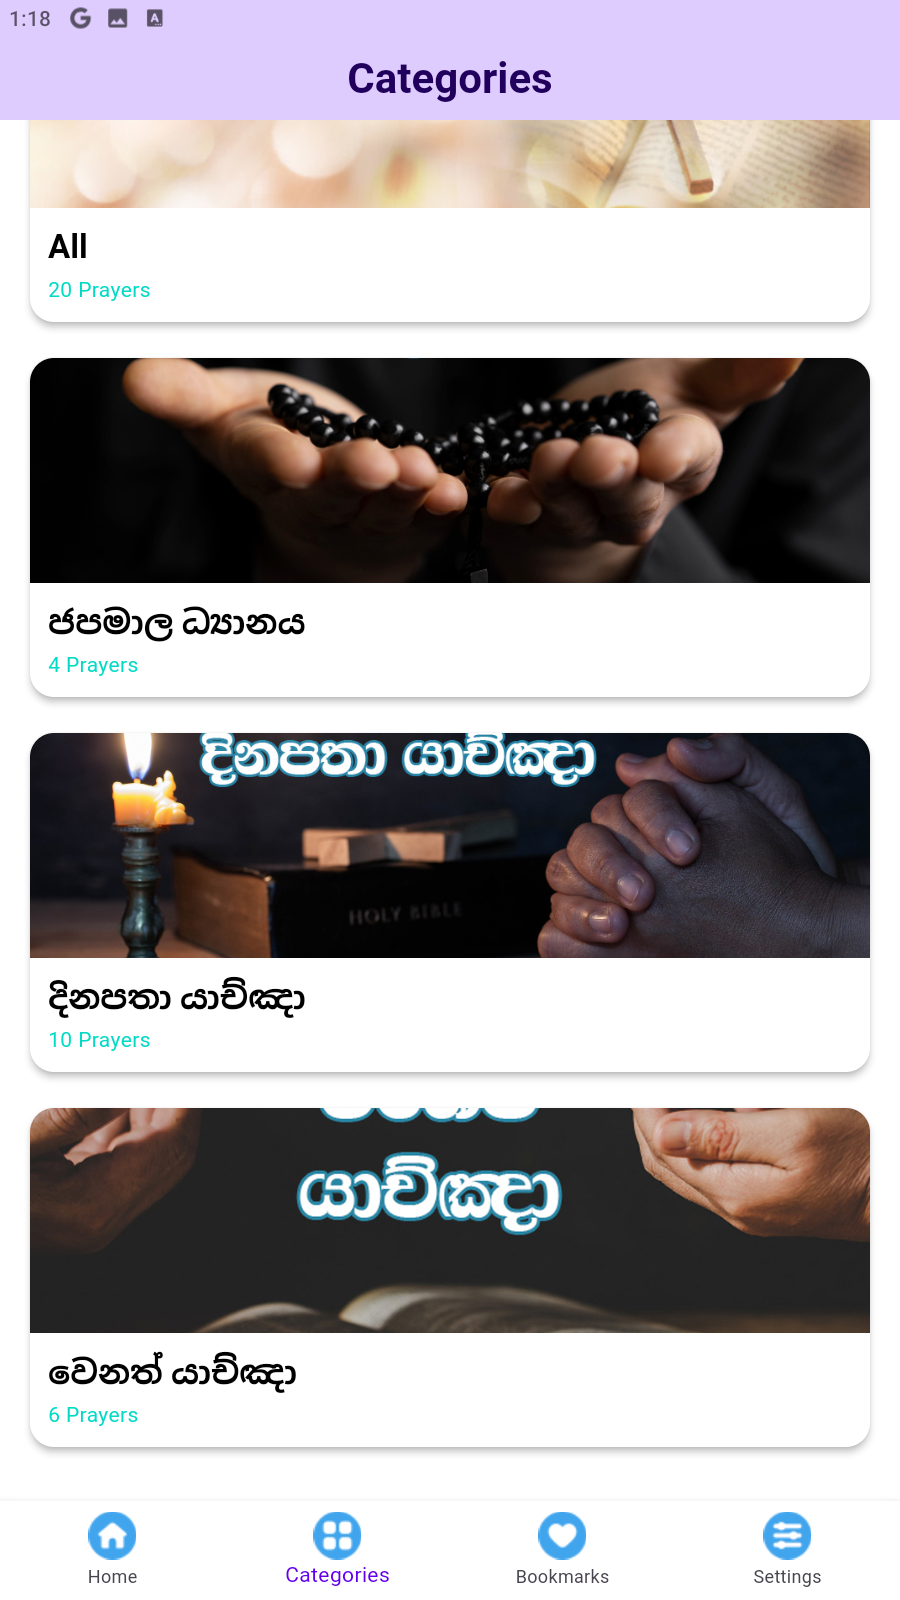 1:18
Categories
All
20 Prayers
ජපමාල ධ්‍යානය
4 Prayers
දිනපතා යාච්ඤා
HOLY BIBLE
දිනපතා යාච්ඤා
10 Prayers
යාච්ඤා
වෙනත් යාච්ඤා
6 Prayers
Home
Categories
Bookmarks
Settings